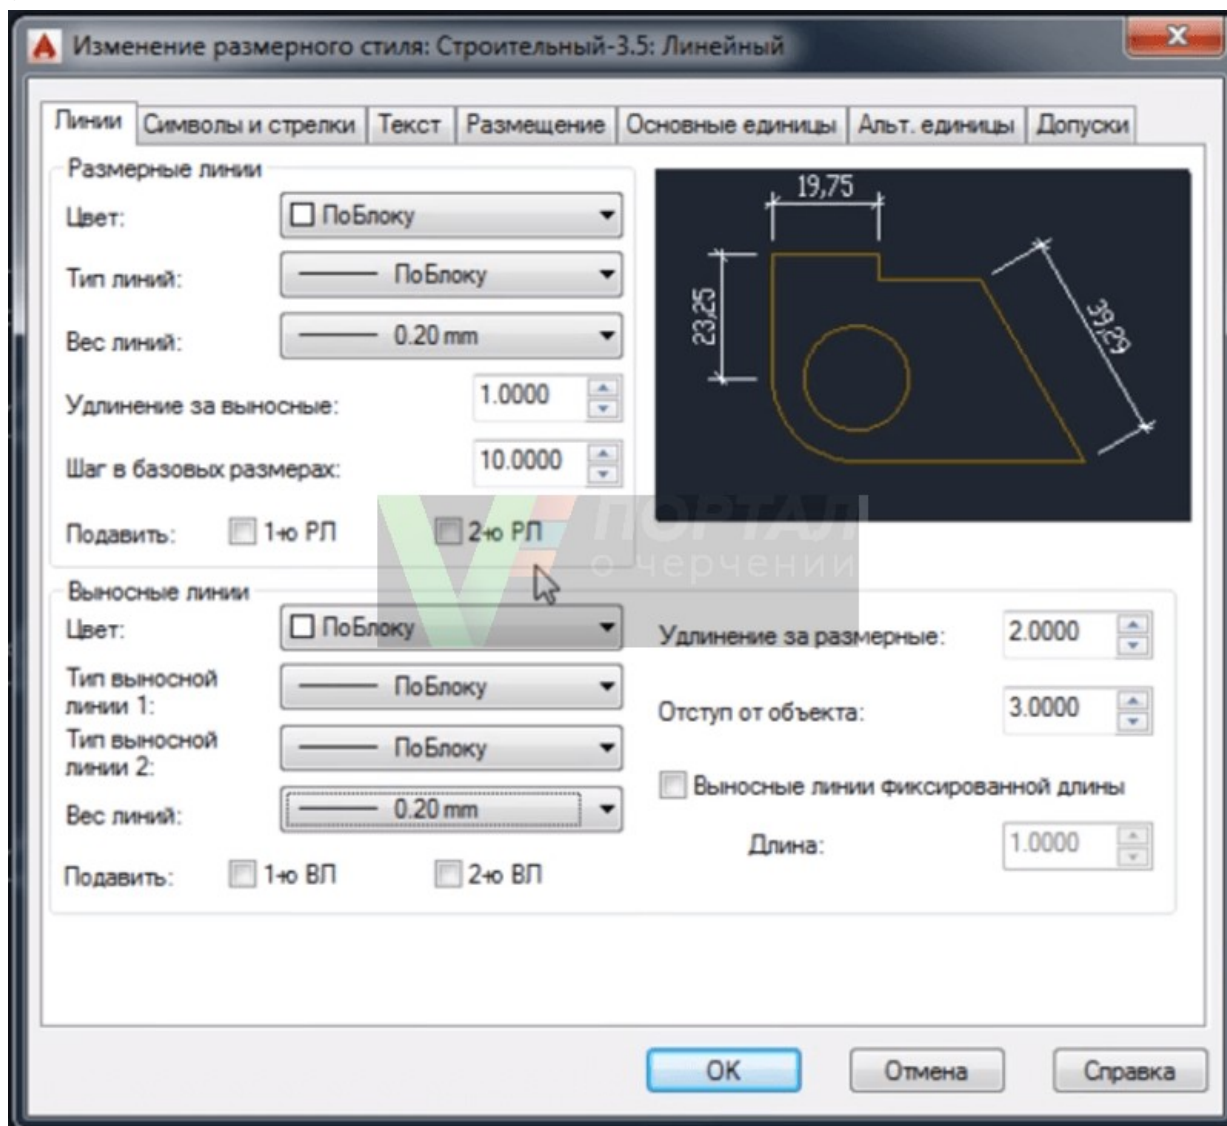 Изменение размерного стиля: Строительный-3.5: Линейный
Линии Символы и стрелки Текст Размещение Основные единицы Альт. единицы Допуски
Размерные линии
Цвет: ПоБлоку
Тип линий: ПоБлоку
Вес линий: 0.20 mm
Удлинение за выносные: 1.0000
Шаг в базовых размерах: 10.0000
Подавить: 1-ю РЛ 2-ю РЛ
19,75
23,25
39,29
ПОРТАЛ
о черчении
Выносные линии
Цвет: ПоБлоку
Тип выносной
линии 1: ПоБлоку
Тип выносной
линии 2: ПоБлоку
Вес линий: 0.20 mm
Подавить: 1-ю ВЛ 2-ю ВЛ
Удлинение за размерные: 2.0000
Отступ от объекта: 3.0000
Выносные линии фиксированной длины
Длина: 1.0000
OK Отмена Справка